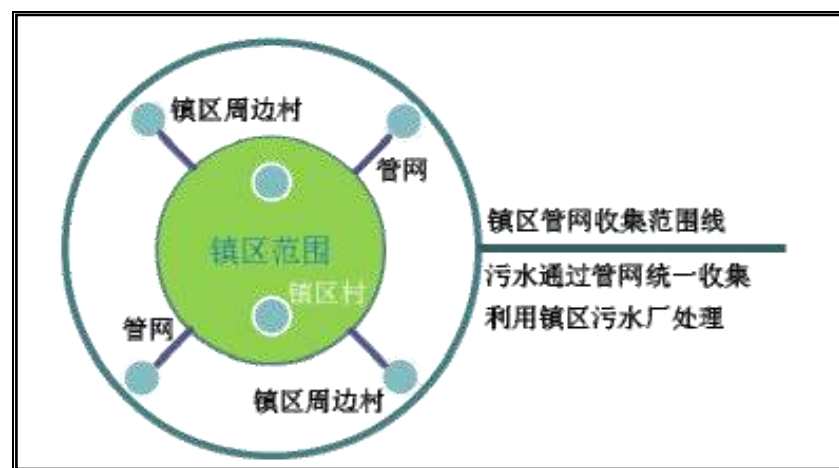 镇区周边村
管网
镇区管网收集范围线
镇区范围
污水通过管网统一收集
镇区村
利用镇区污水厂处理
管网
镇区周边村